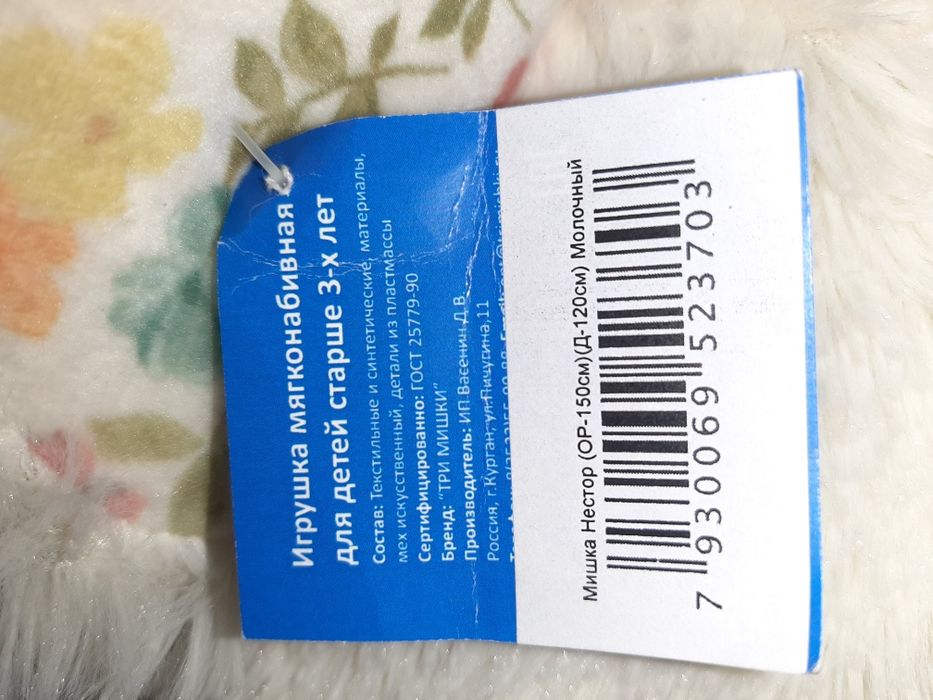 Игрушка мягконабивная
для детей старше 3-х лет
Состав: Текстильные и синтетические, материалы,
мех искусственный, детали из пластмассы
Сертифицированно: ГОСТ 25779-90
Бренд: “ТРИ МИШКИ”
Производитель: ИП Васенин Д.В.
Россия, г.Курган, ул.Пичугина,11
Мишка Нестор (ОР-150см)(Д-120см) Молочный
7 930069 523703